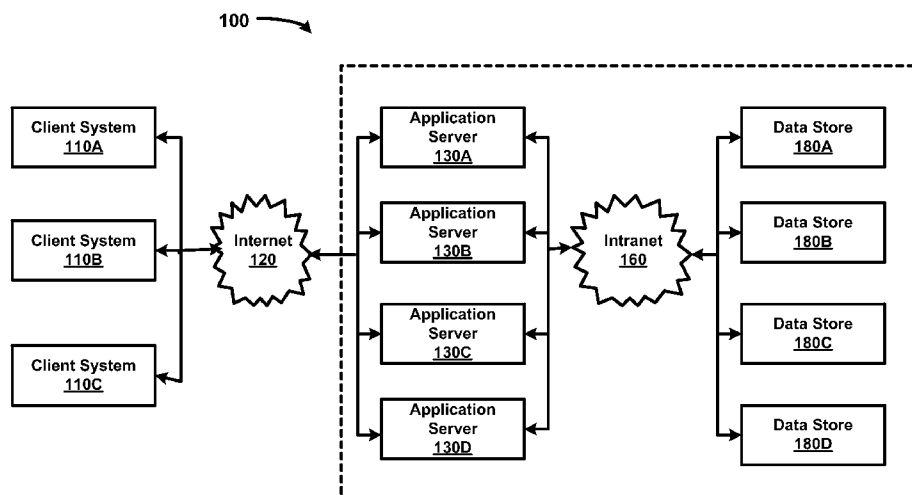 100
Client System
110A
Client System
110B
Client System
110C
Internet
120
Application
Server
130A
Application
Server
130B
Application
Server
130C
Application
Server
130D
Intranet
160
Data Store
180A
Data Store
180B
Data Store
180C
Data Store
180D